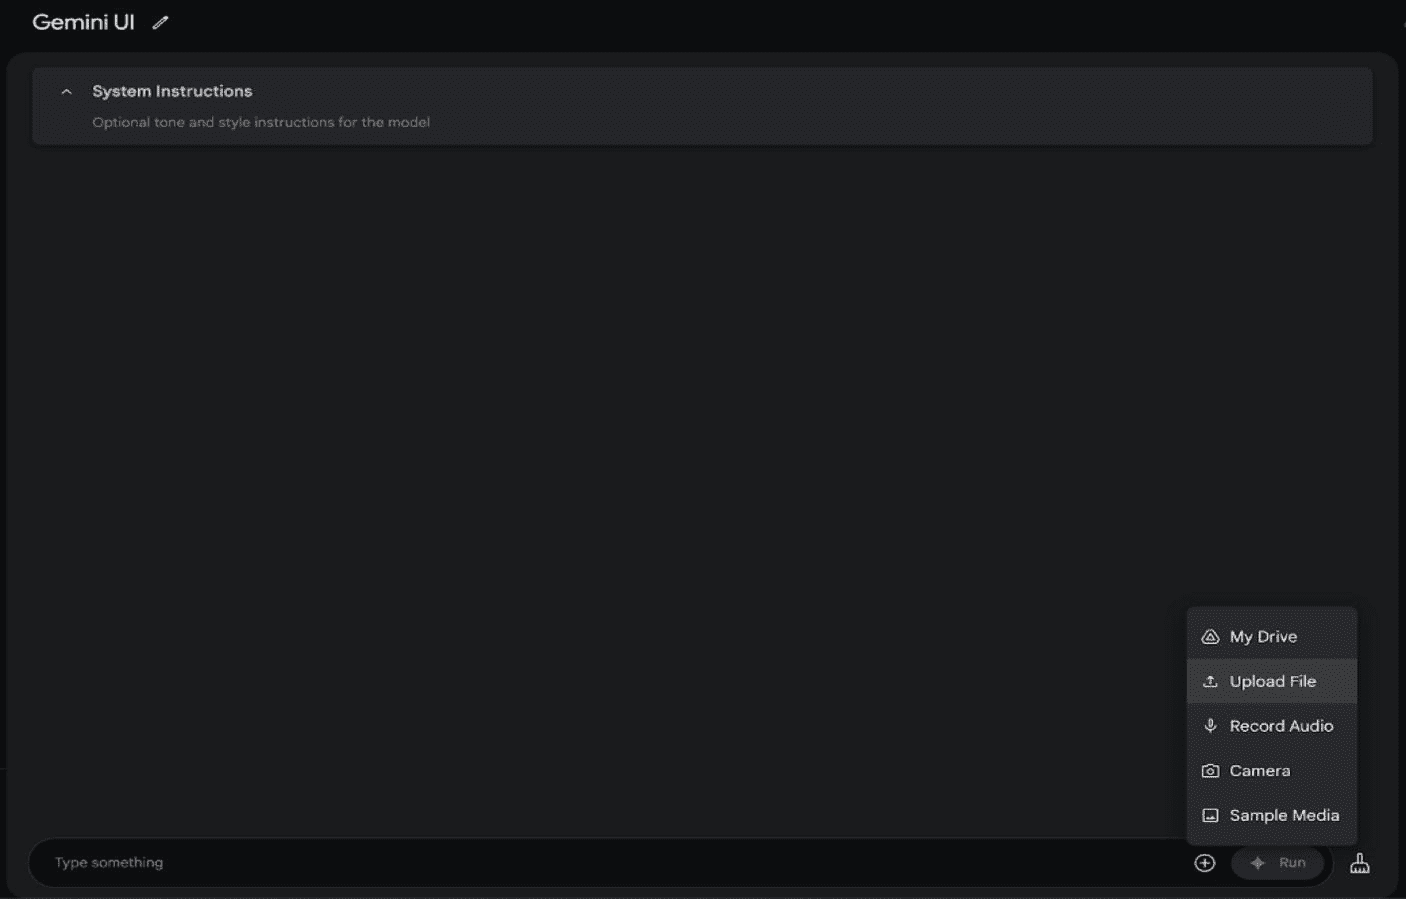 Gemini UI
System Instructions
Optional tone and style instructions for the model
My Drive
Upload File
Record Audio
Camera
Sample Media
Type something
Run